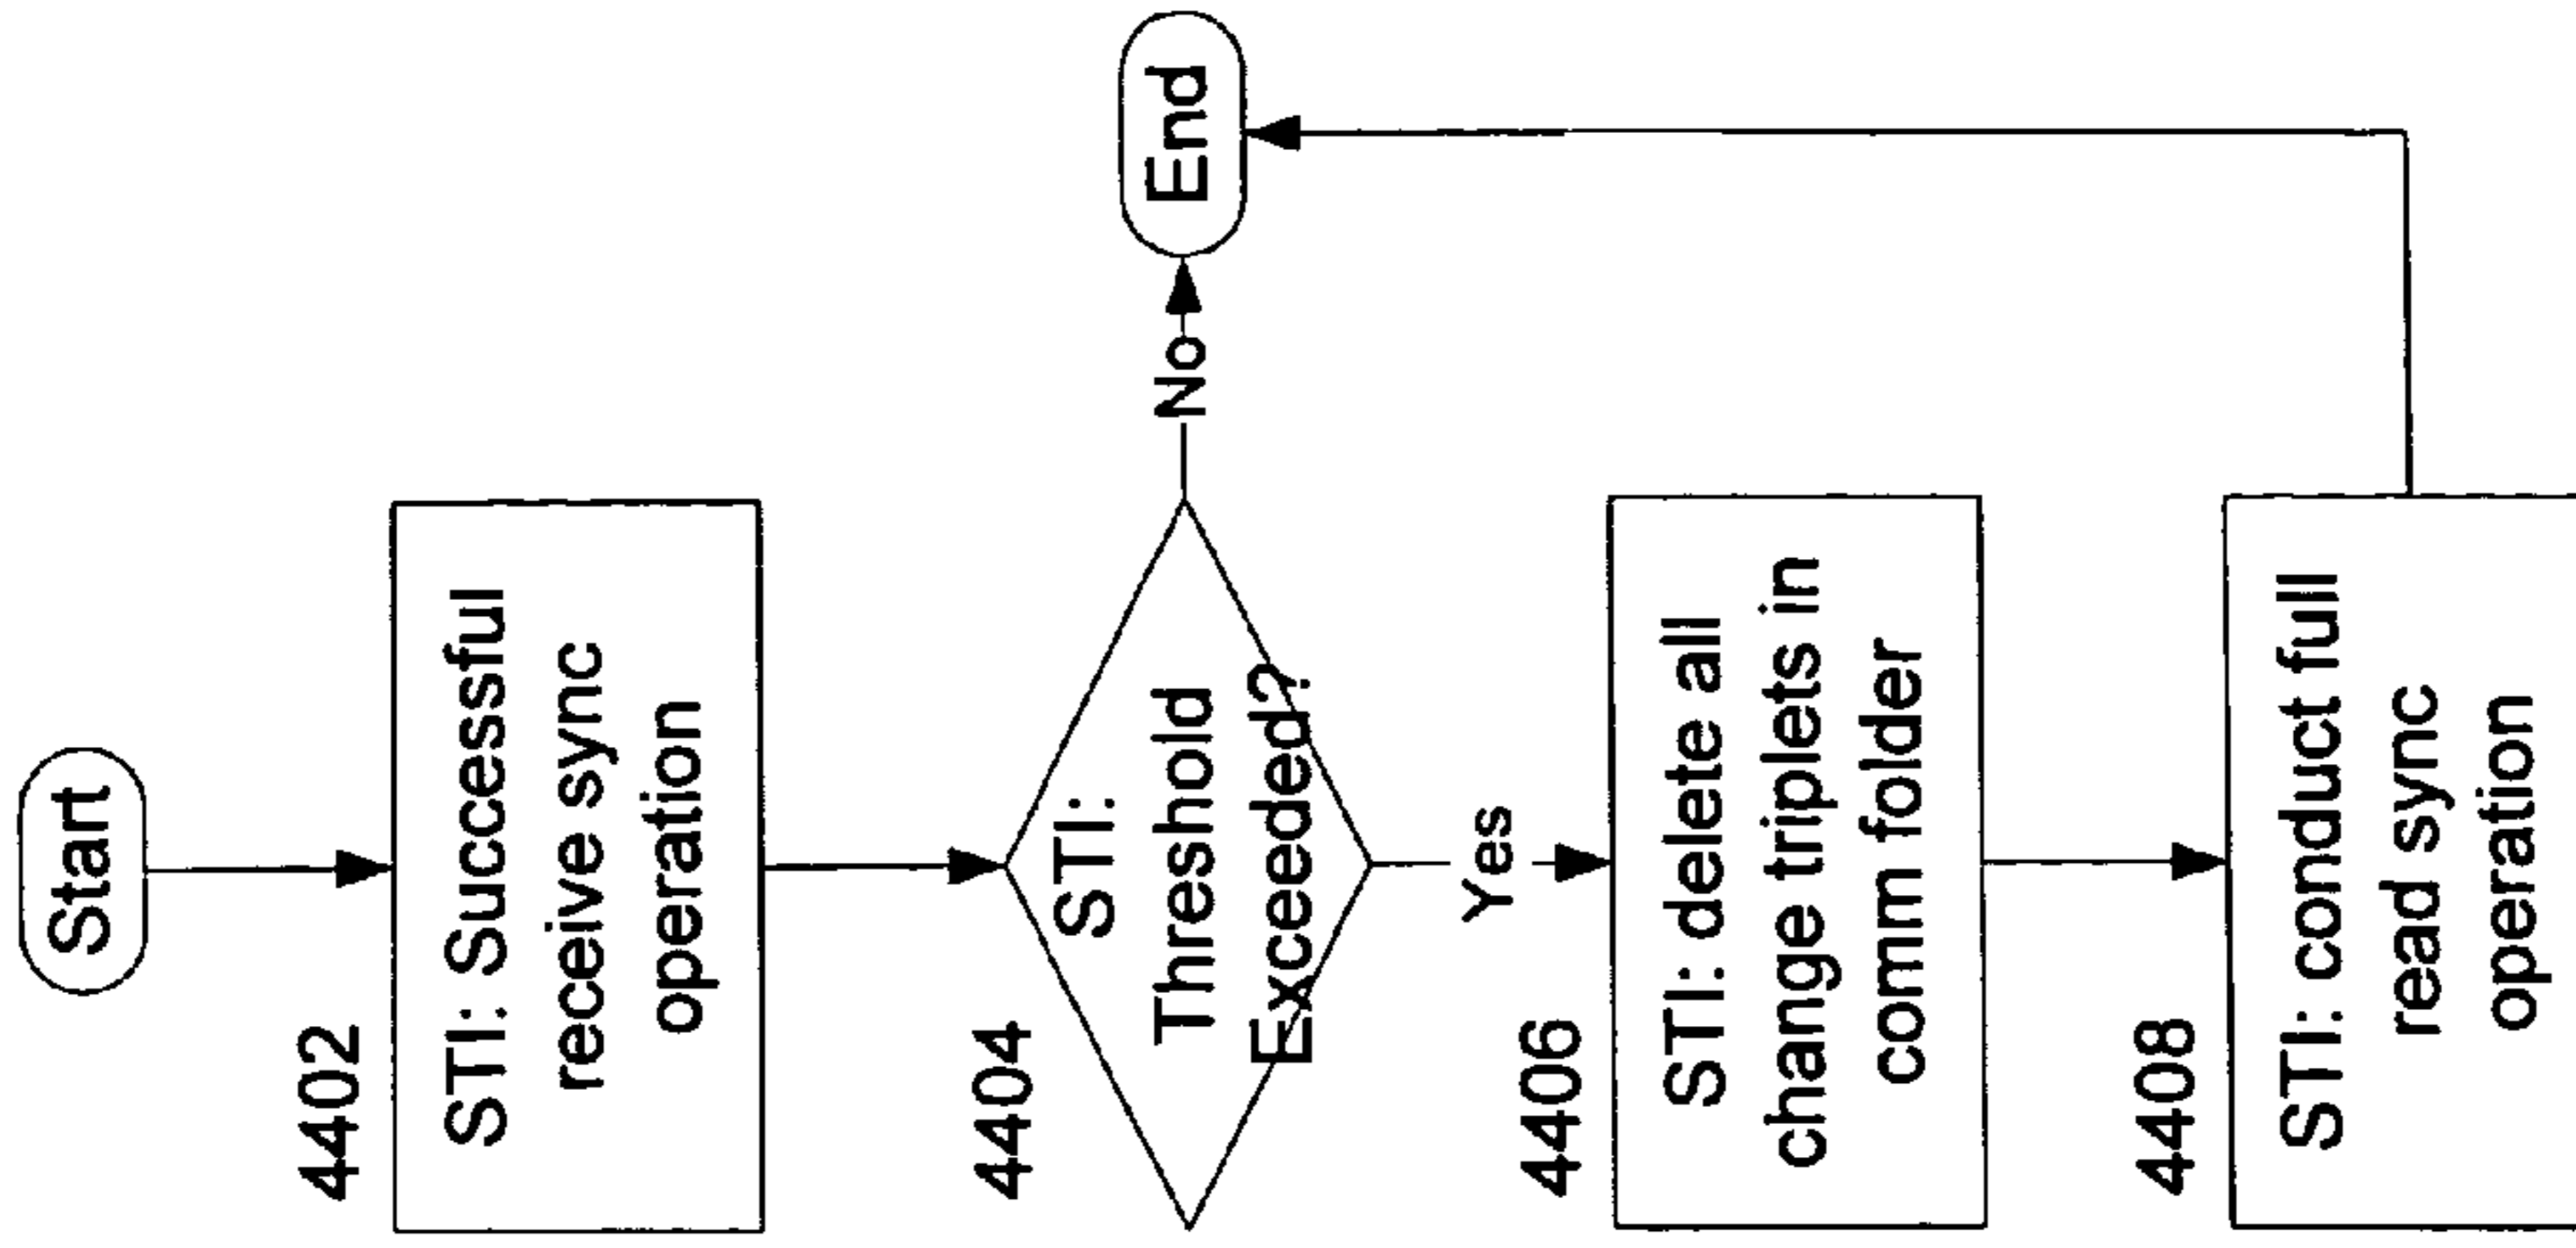 Start
4402
STI: Successful
receive sync
operation
4404
STI:
Threshold
Exceeded?
No
End
Yes
4406
STI: delete all
change triplets in
comm folder
4408
STI: conduct full
read sync
operation